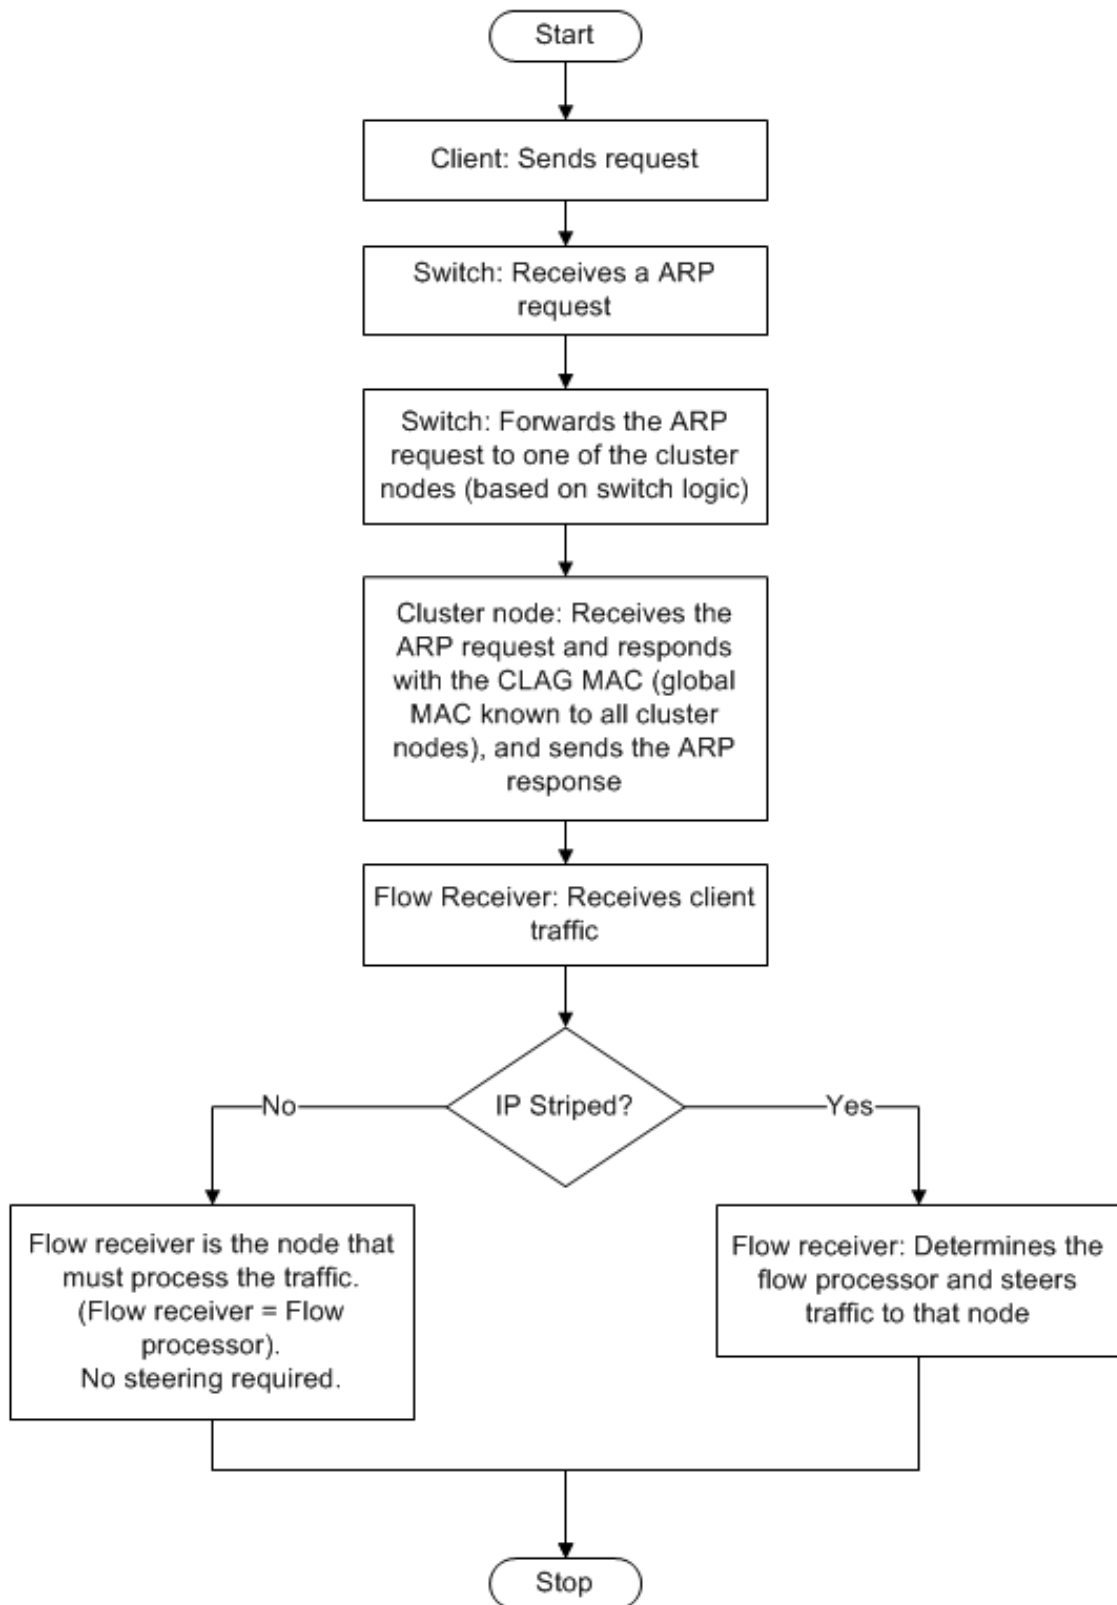 Start
Client: Sends request
Switch: Receives a ARP
request
Switch: Forwards the ARP
request to one of the cluster
nodes (based on switch logic)
Cluster node: Receives the
ARP request and responds
with the CLAG MAC (global
MAC known to all cluster
nodes), and sends the ARP
response
Flow Receiver: Receives client
traffic
IP Striped?
No
Yes
Flow receiver is the node that
must process the traffic.
(Flow receiver = Flow
processor).
No steering required.
Flow receiver: Determines the
flow processor and steers
traffic to that node
Stop